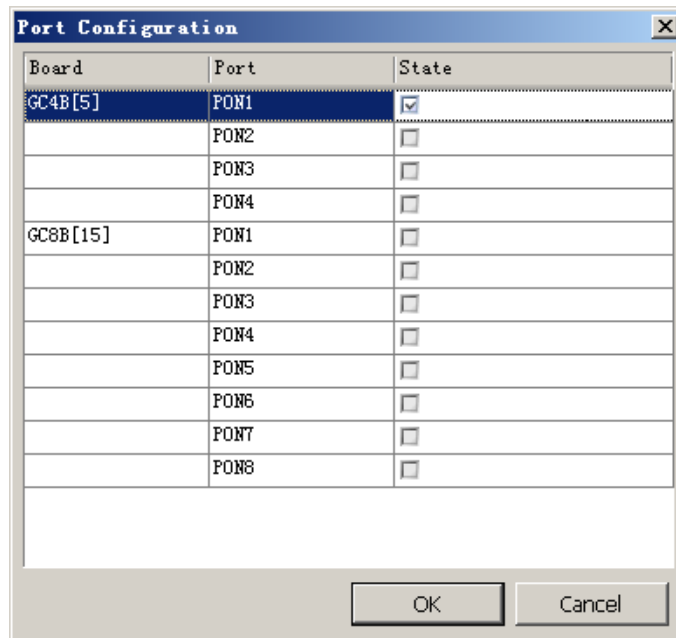 Port Configuration
Board Port State
GC4B[5] PON1
PON2
PON3
PON4
GC8B[15] PON1
PON2
PON3
PON4
PON5
PON6
PON7
PON8
OK Cancel